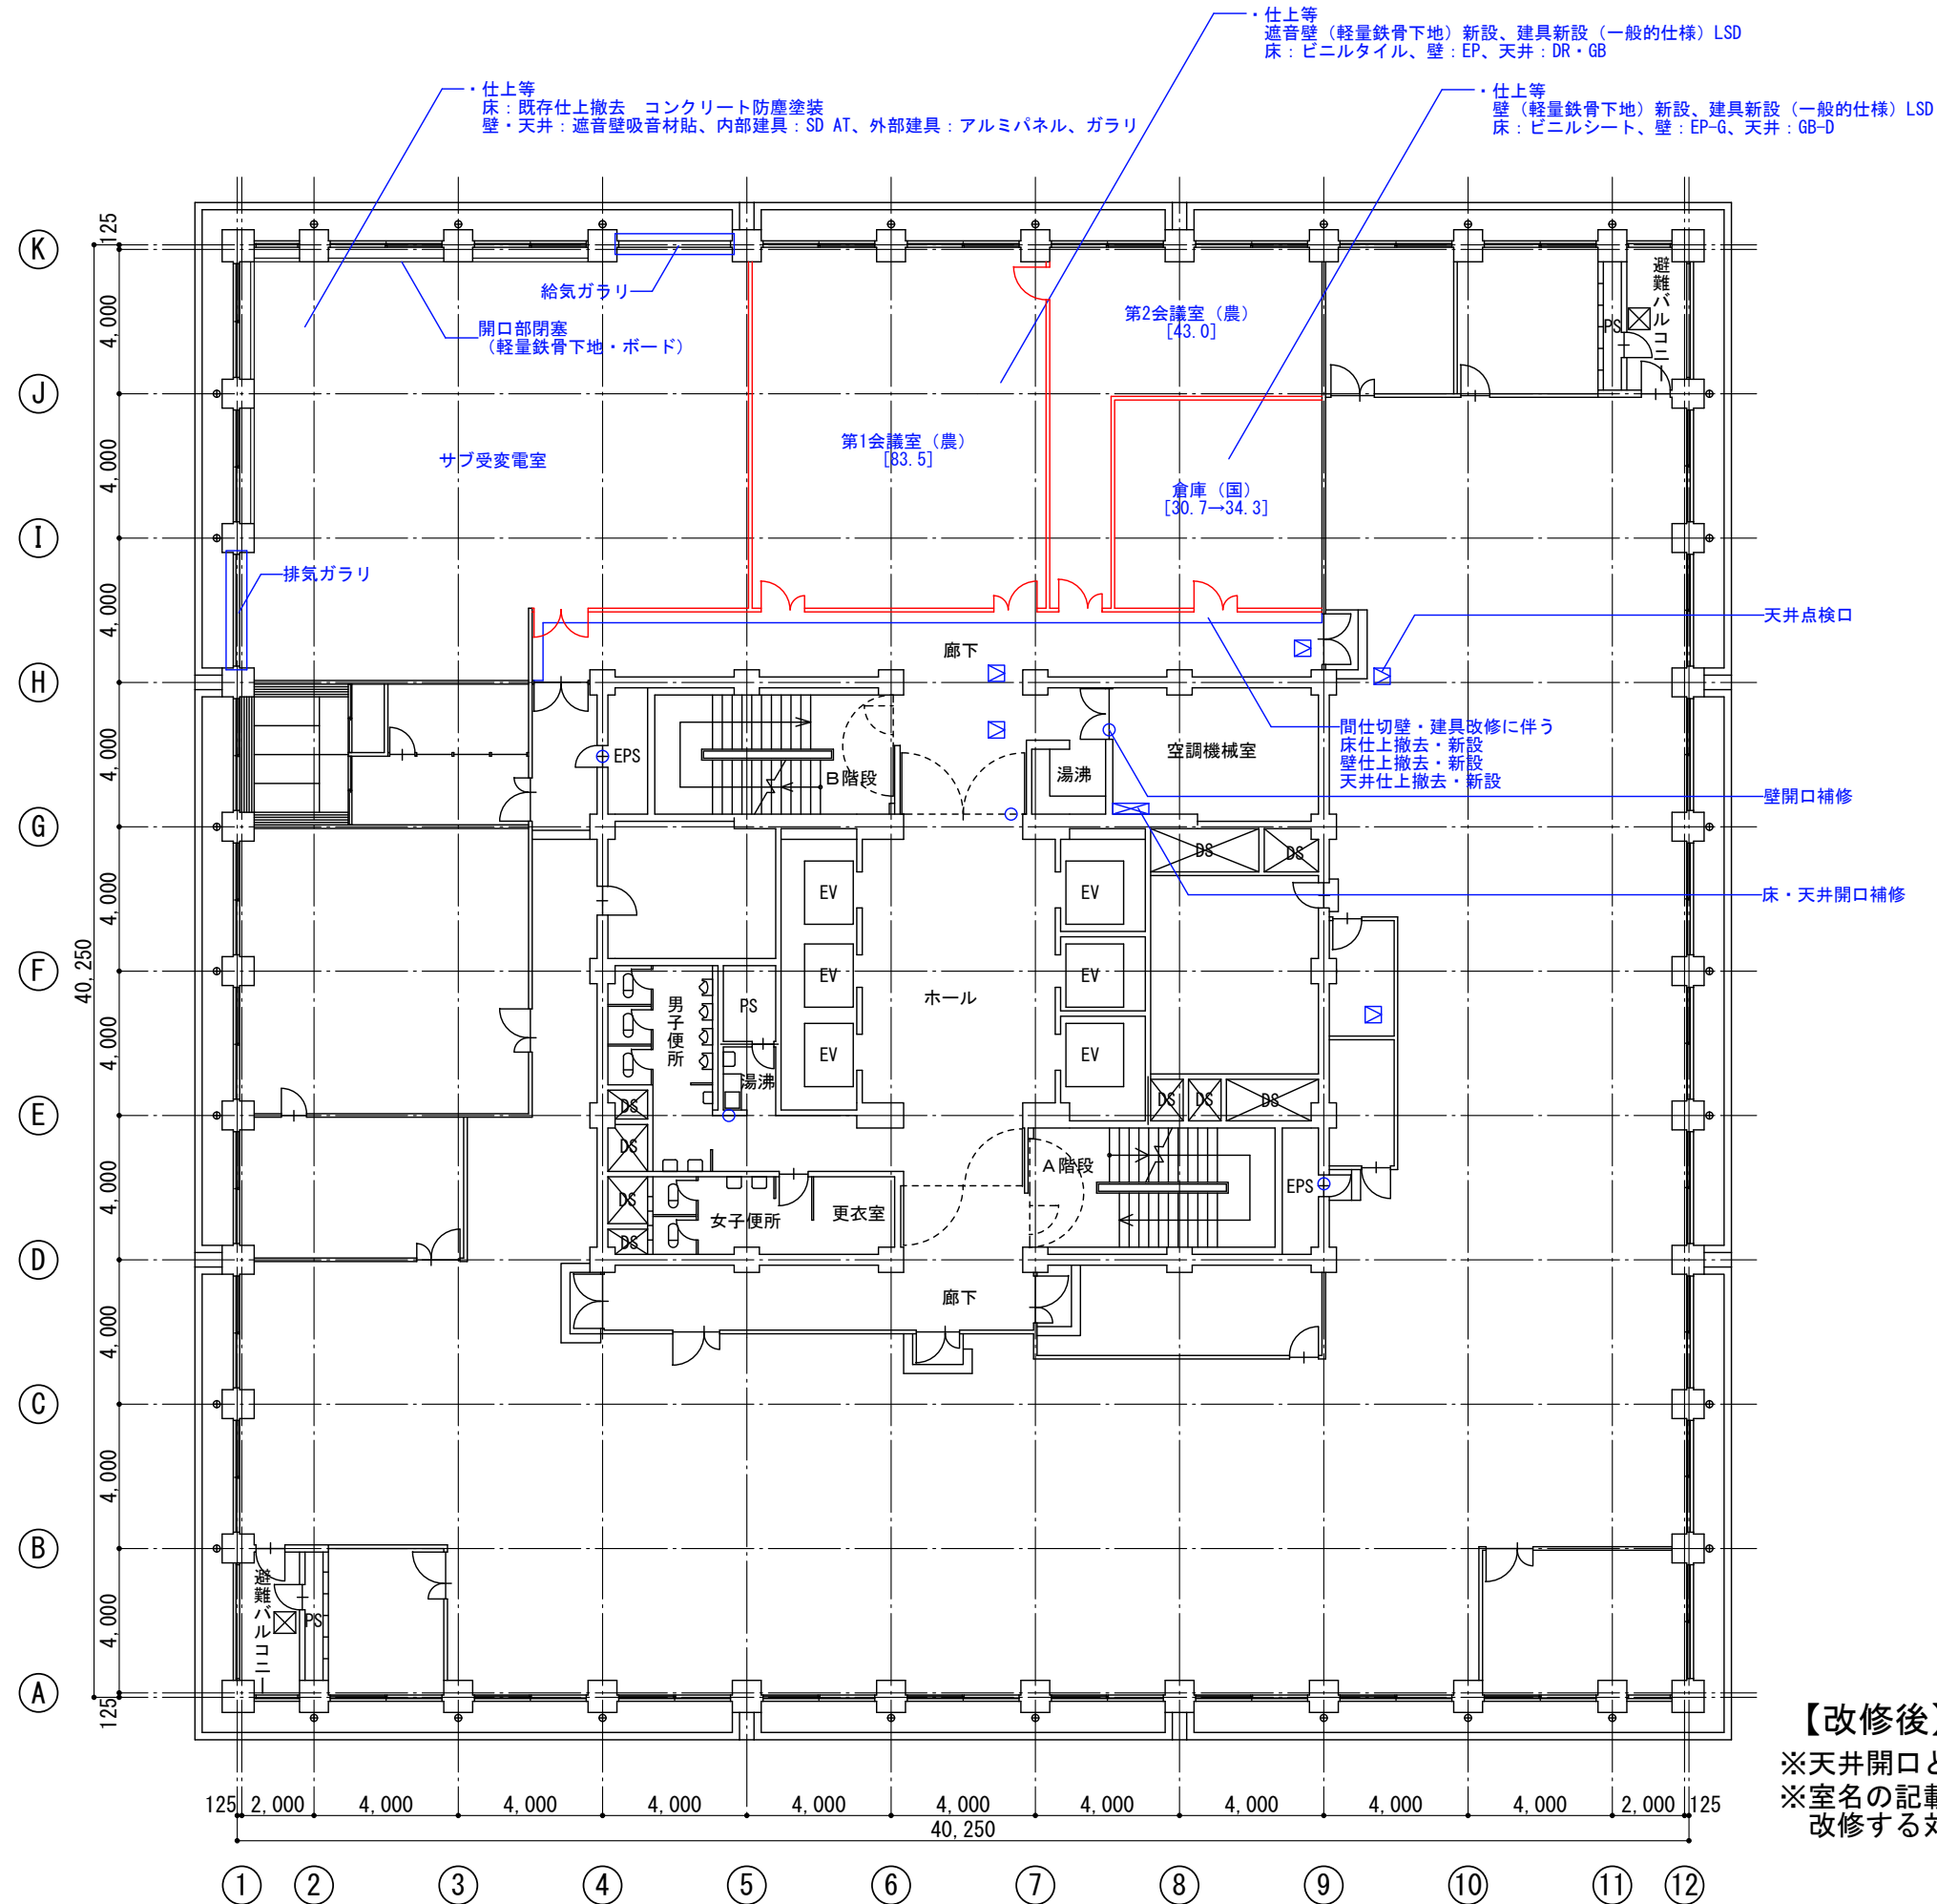 ・仕上等
遮音壁（軽量鉄骨下地）新設、建具新設（一般的仕様）LSD
床：ビニルタイル、壁：EP、天井：DR・GB
・仕上等
床：既存仕上撤去　コンクリート防塵塗装
壁・天井：遮音壁吸音材貼、内部建具：SD AT、外部建具：アルミパネル、ガラリ
・仕上等
壁（軽量鉄骨下地）新設、建具新設（一般的仕様）LSD
床：ビニルシート、壁：EP-G、天井：GB-D
K
J
I
H
G
F
E
D
C
B
A
125
4,000
4,000
4,000
4,000
4,000
4,000
4,000
4,000
4,000
4,000
125
40,250
給気ガラリ
開口部閉塞
（軽量鉄骨下地・ボード）
第2会議室（農）
[43.0]
避難バルコニー
PS
サブ受変電室
第1会議室（農）
[83.5]
倉庫（国）
[30.7→34.3]
排気ガラリ
天井点検口
廊下
EPS
B階段
湯沸
空調機械室
間仕切壁・建具改修に伴う
床仕上撤去・新設
壁仕上撤去・新設
天井仕上撤去・新設
壁開口補修
DS
DS
EV
EV
床・天井開口補修
EV
EV
男子便所
PS
ホール
EV
EV
湯沸
DS
DS
DS
DS
DS
A階段
EPS
DS
女子便所
更衣室
DS
廊下
避難バルコニー
PS
【改修後】
※天井開口と
※室名の記載
改修する対
125
2,000
4,000
4,000
4,000
4,000
4,000
4,000
4,000
4,000
4,000
2,000
125
40,250
1
2
3
4
5
6
7
8
9
10
11
12